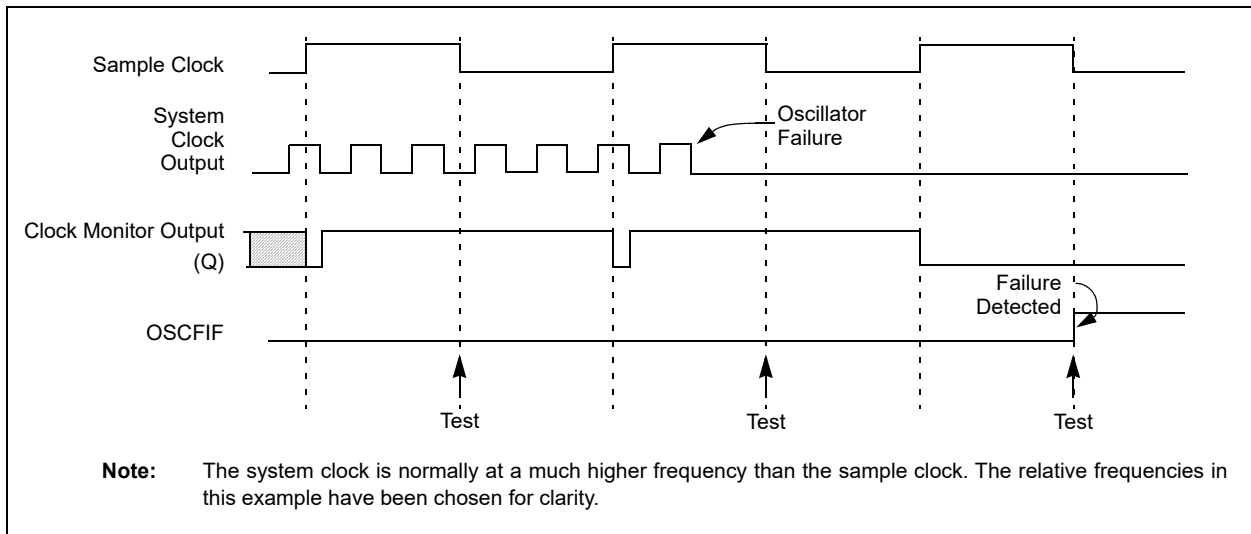 Sample Clock
System
Clock
Output
Oscillator
Failure
Clock Monitor Output
(Q)
Failure
Detected
OSCFIF
Test
Test
Test
Note: The system clock is normally at a much higher frequency than the sample clock. The relative frequencies in
this example have been chosen for clarity.